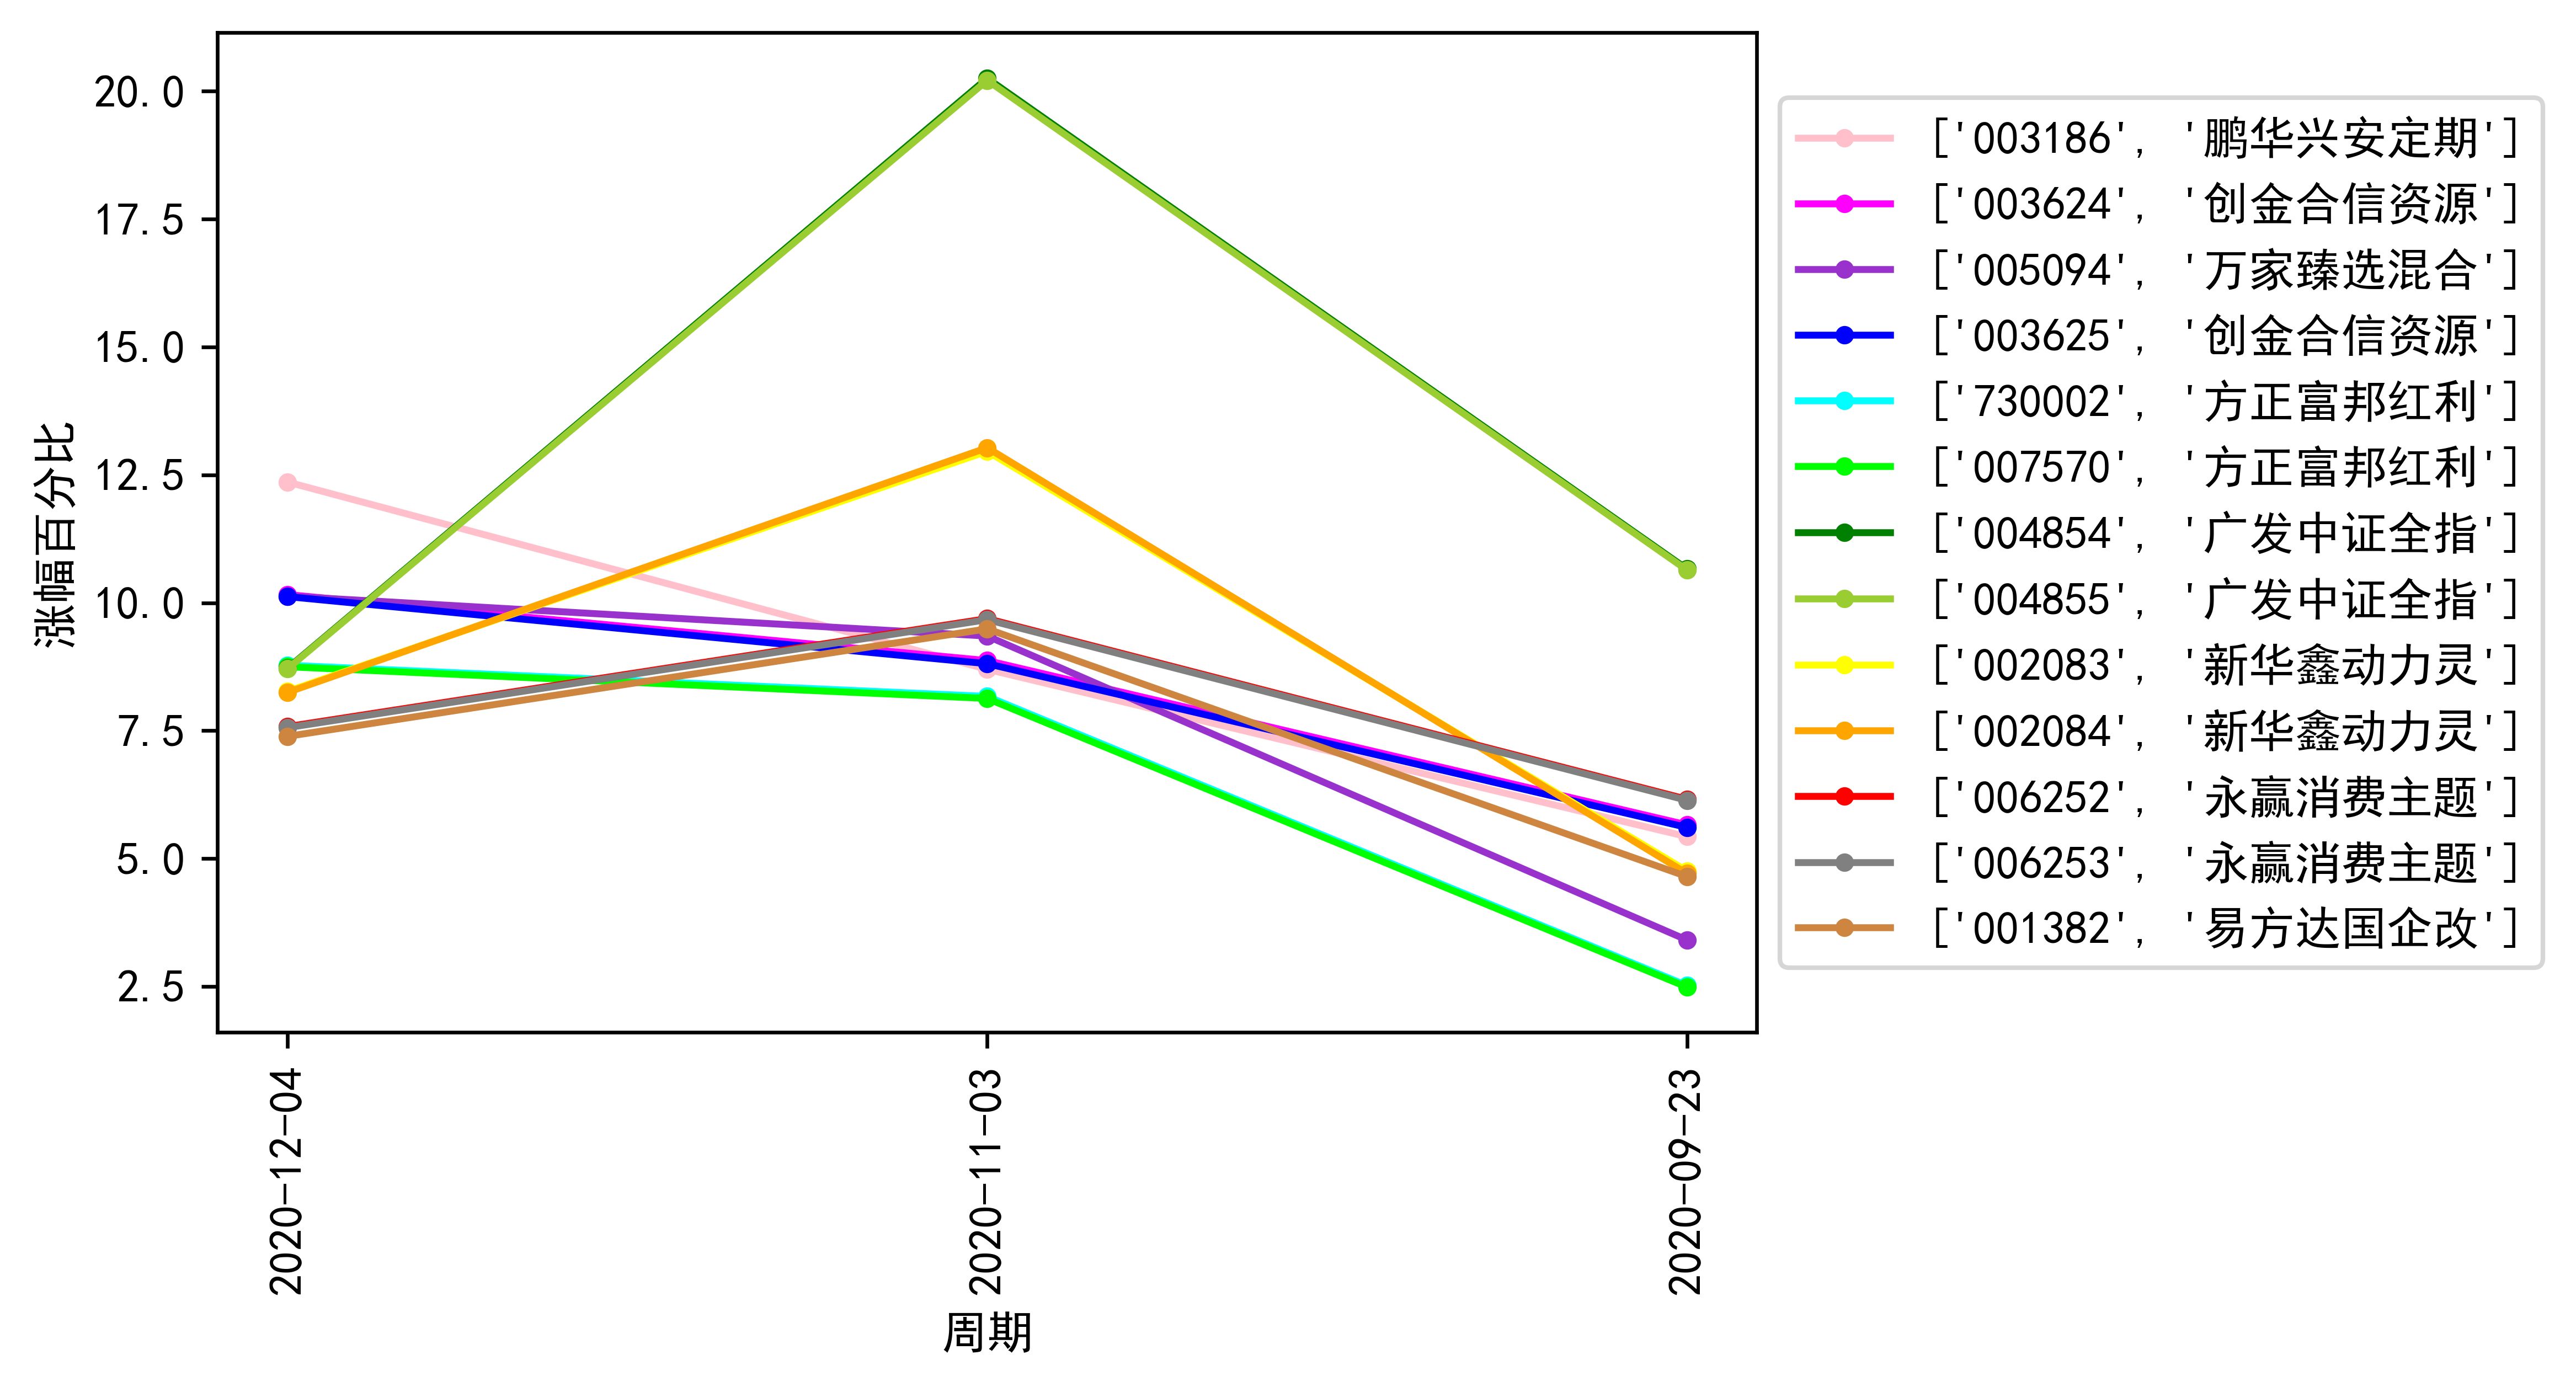 涨幅百分比
20.0
17.5
15.0
12.5
10.0
7.5
5.0
2.5
2020-12-04
2020-11-03
2020-09-23
周期
['003186', '鹏华兴安定期']
['003624', '创金合信资源']
['005094', '万家臻选混合']
['003625', '创金合信资源']
['730002', '方正富邦红利']
['007570', '方正富邦红利']
['004854', '广发中证全指']
['004855', '广发中证全指']
['002083', '新华鑫动力灵']
['002084', '新华鑫动力灵']
['006252', '永赢消费主题']
['006253', '永赢消费主题']
['001382', '易方达国企改']